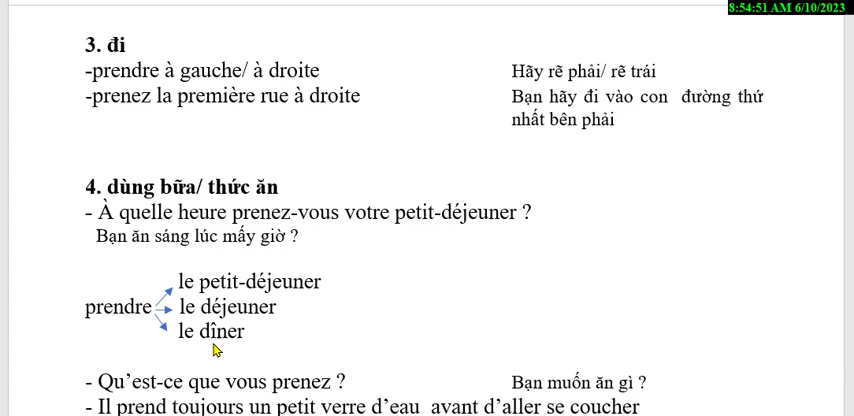 8:54:51 AM 6/10/2023
3. đi
-prendre à gauche/ à droite
Hãy rẽ phải/ rẽ trái
-prenez la première rue à droite
Bạn hãy đi vào con đường thứ
nhất bên phải
4. dùng bữa/ thức ăn
- À quelle heure prenez-vous votre petit-déjeuner ?
Bạn ăn sáng lúc mấy giờ ?
le petit-déjeuner
prendre le déjeuner
le dîner
- Qu’est-ce que vous prenez ?
Bạn muốn ăn gì ?
- Il prend toujours un petit verre d’eau avant d’aller se coucher